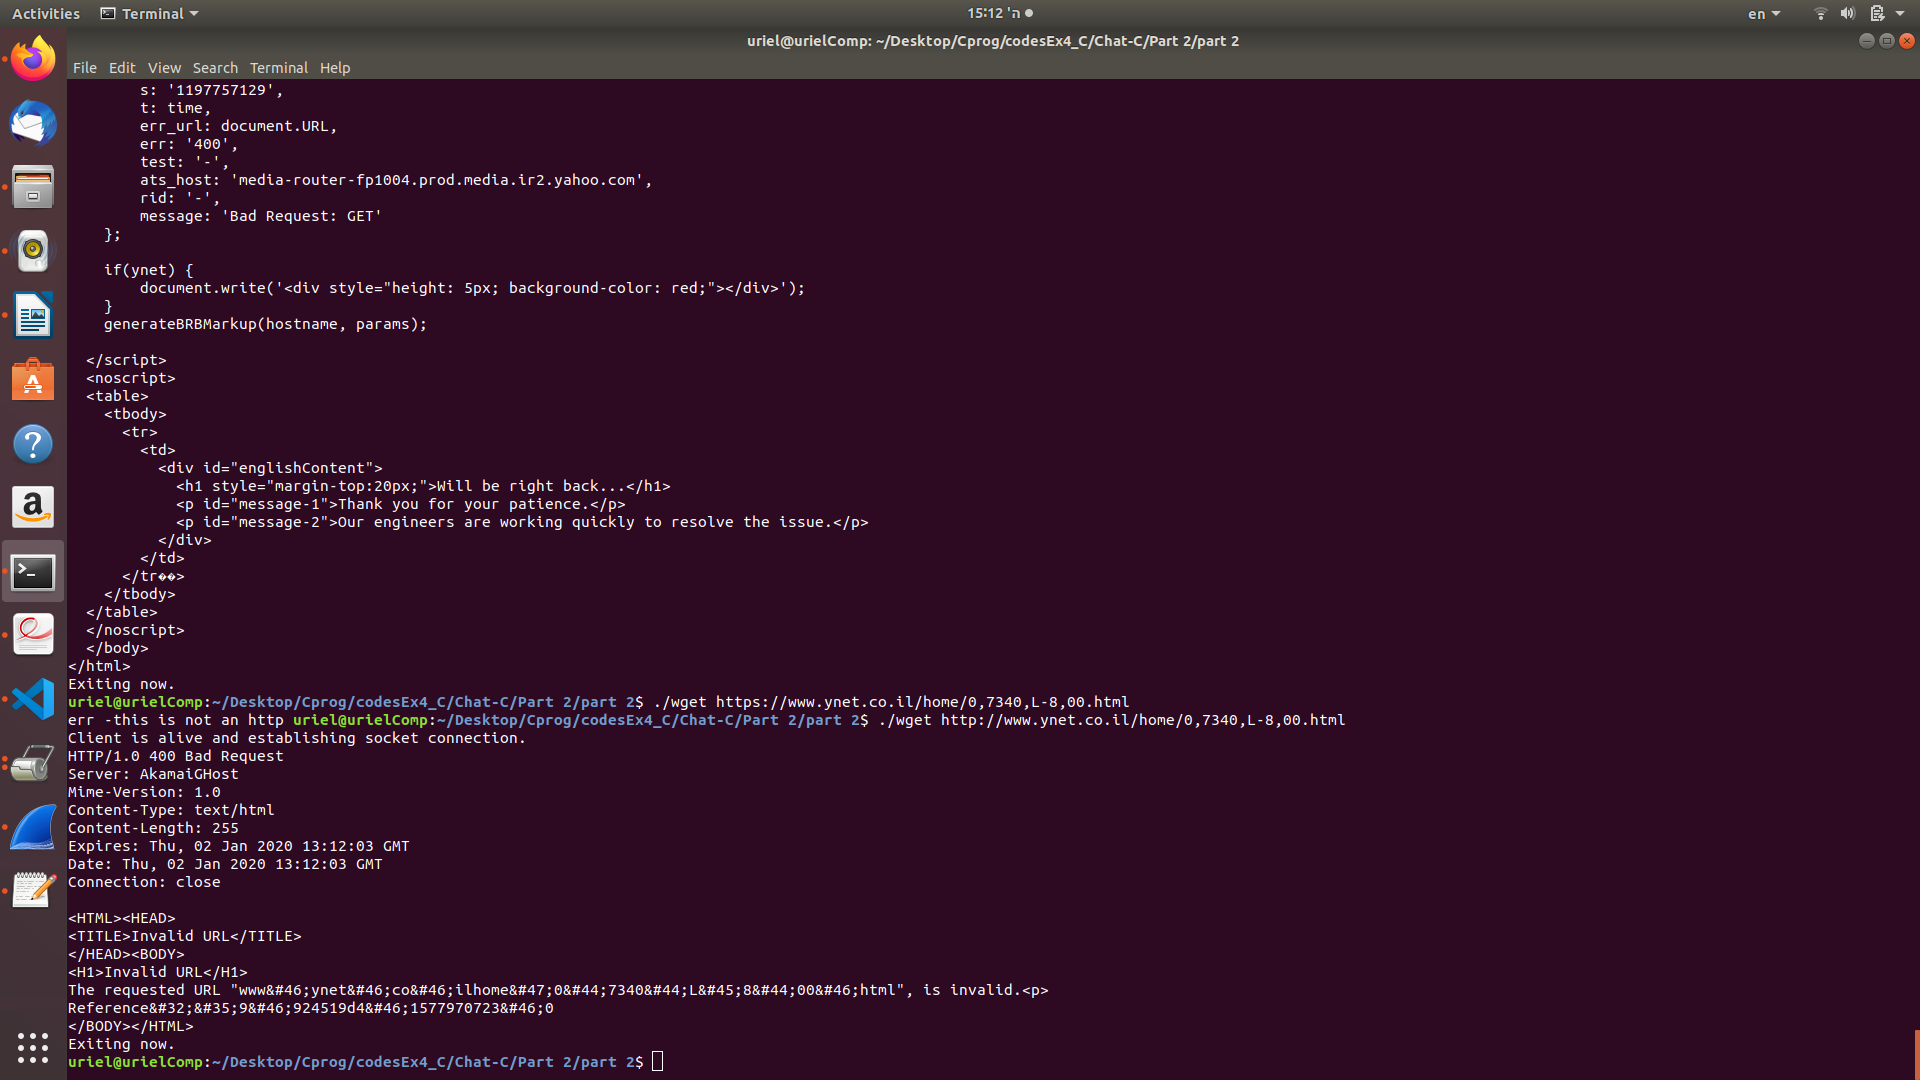 Activities Terminal 15:12 'ה en
uriel@urielComp: ~/Desktop/Cprog/codesEx4_C/Chat-C/Part 2/part 2
File Edit View Search Terminal Help
s: '1197757129',
t: time,
err_url: document.URL,
err: '400',
test: '-',
ats_host: 'media-router-fp1004.prod.media.ir2.yahoo.com',
rid: '-',
message: 'Bad Request: GET'
};
if(ynet) {
document.write('<div style="height: 5px; background-color: red;"></div>');
}
generateBRBMarkup(hostname, params);
</script>
<noscript>
<table>
<tbody>
<tr>
<td>
<div id="englishContent">
<h1 style="margin-top:20px;">Will be right back...</h1>
<p id="message-1">Thank you for your patience.</p>
<p id="message-2">Our engineers are working quickly to resolve the issue.</p>
</div>
</td>
</tr��>
</tbody>
</table>
</noscript>
</body>
</html>
Exiting now.
uriel@urielComp:~/Desktop/Cprog/codesEx4_C/Chat-C/Part 2/part 2$ ./wget https://www.ynet.co.il/home/0,7340,L-8,00.html
err -this is not an http uriel@urielComp:~/Desktop/Cprog/codesEx4_C/Chat-C/Part 2/part 2$ ./wget http://www.ynet.co.il/home/0,7340,L-8,00.html
Client is alive and establishing socket connection.
HTTP/1.0 400 Bad Request
Server: AkamaiGHost
Mime-Version: 1.0
Content-Type: text/html
Content-Length: 255
Expires: Thu, 02 Jan 2020 13:12:03 GMT
Date: Thu, 02 Jan 2020 13:12:03 GMT
Connection: close
<HTML><HEAD>
<TITLE>Invalid URL</TITLE>
</HEAD><BODY>
<H1>Invalid URL</H1>
The requested URL "www&#46;ynet&#46;co&#46;ilhome&#47;0&#44;7340&#44;L&#45;8&#44;00&#46;html", is invalid.<p>
Reference&#32;&#35;9&#46;924519d4&#46;1577970723&#46;0
</BODY></HTML>
Exiting now.
uriel@urielComp:~/Desktop/Cprog/codesEx4_C/Chat-C/Part 2/part 2$